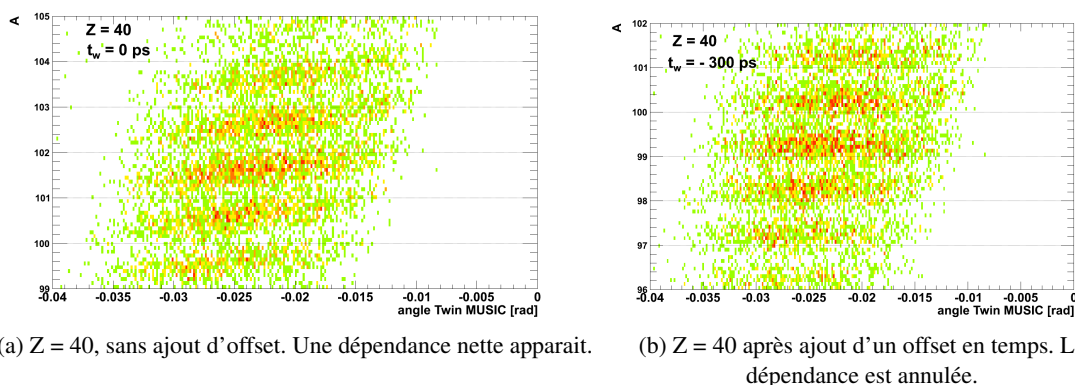 A
105
104
103
102
101
100
99
Z = 40
t_w = 0 ps
-0.04 -0.035 -0.03 -0.025 -0.02 -0.015 -0.01 -0.005 0
angle Twin MUSIC [rad]
A
102
101
100
99
98
97
96
Z = 40
t_w = - 300 ps
-0.04 -0.035 -0.03 -0.025 -0.02 -0.015 -0.01 -0.005 0
angle Twin MUSIC [rad]
a) Z = 40, sans ajout d'offset. Une dépendance nette apparait.
(b) Z = 40 après ajout d'un offset en temps. L
dépendance est annulée.